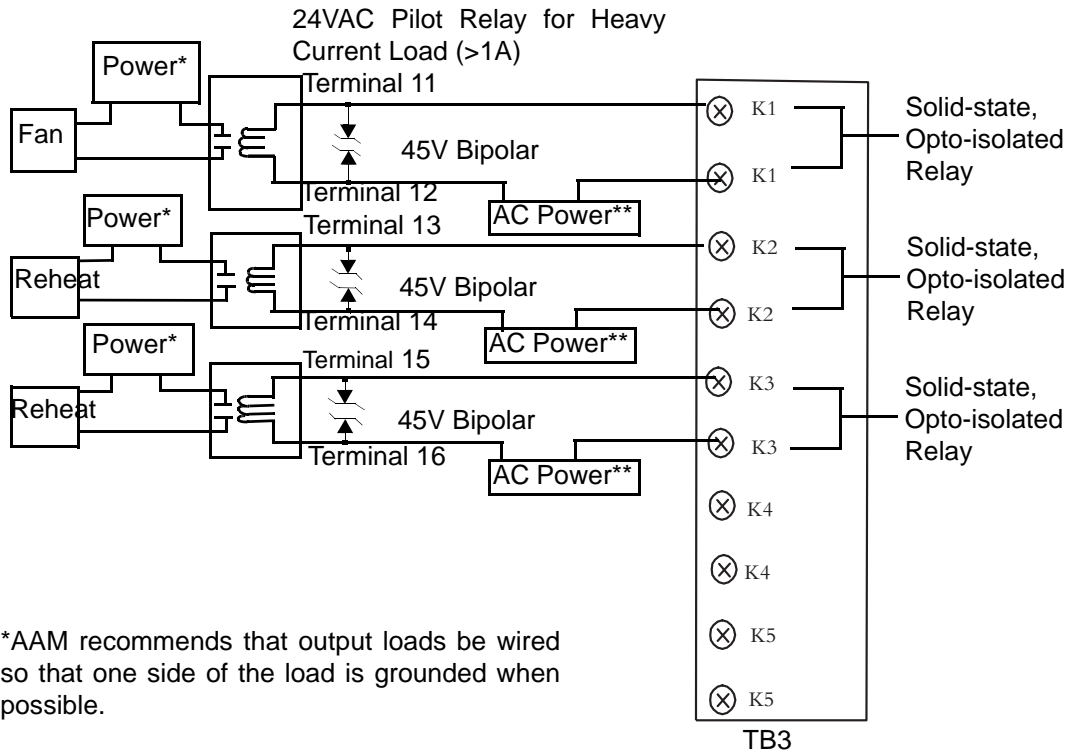 24VAC Pilot Relay for Heavy
Current Load (>1A)
Power*
Terminal 11
Fan
45V Bipolar
Terminal 12
AC Power**
K1
K1
Solid-state,
Opto-isolated
Relay
Power*
Terminal 13
Reheat
45V Bipolar
Terminal 14
AC Power**
K2
K2
Solid-state,
Opto-isolated
Relay
Power*
Terminal 15
Reheat
45V Bipolar
Terminal 16
AC Power**
K3
K3
Solid-state,
Opto-isolated
Relay
K4
K4
K5
K5
TB3
*AAM recommends that output loads be wired
so that one side of the load is grounded when
possible.